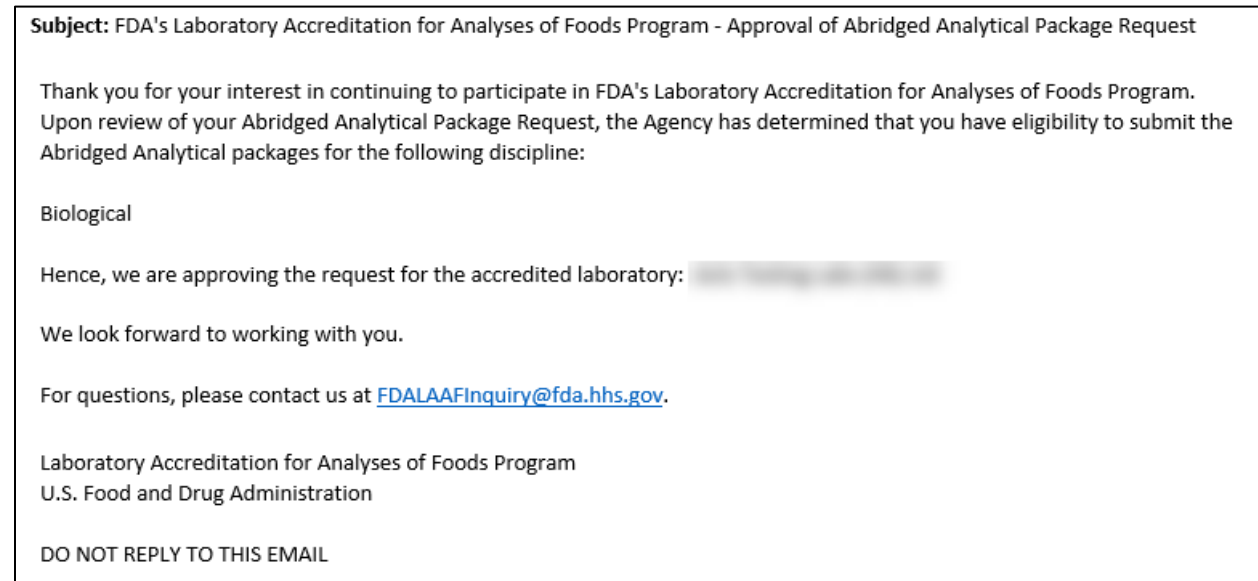 Subject: FDA's Laboratory Accreditation for Analyses of Foods Program - Approval of Abridged Analytical Package Request
Thank you for your interest in continuing to participate in FDA's Laboratory Accreditation for Analyses of Foods Program.
Upon review of your Abridged Analytical Package Request, the Agency has determined that you have eligibility to submit the
Abridged Analytical packages for the following discipline:
Biological
Hence, we are approving the request for the accredited laboratory:
We look forward to working with you.
For questions, please contact us at FDALAAFInquiry@fda.hhs.gov.
Laboratory Accreditation for Analyses of Foods Program
U.S. Food and Drug Administration
DO NOT REPLY TO THIS EMAIL